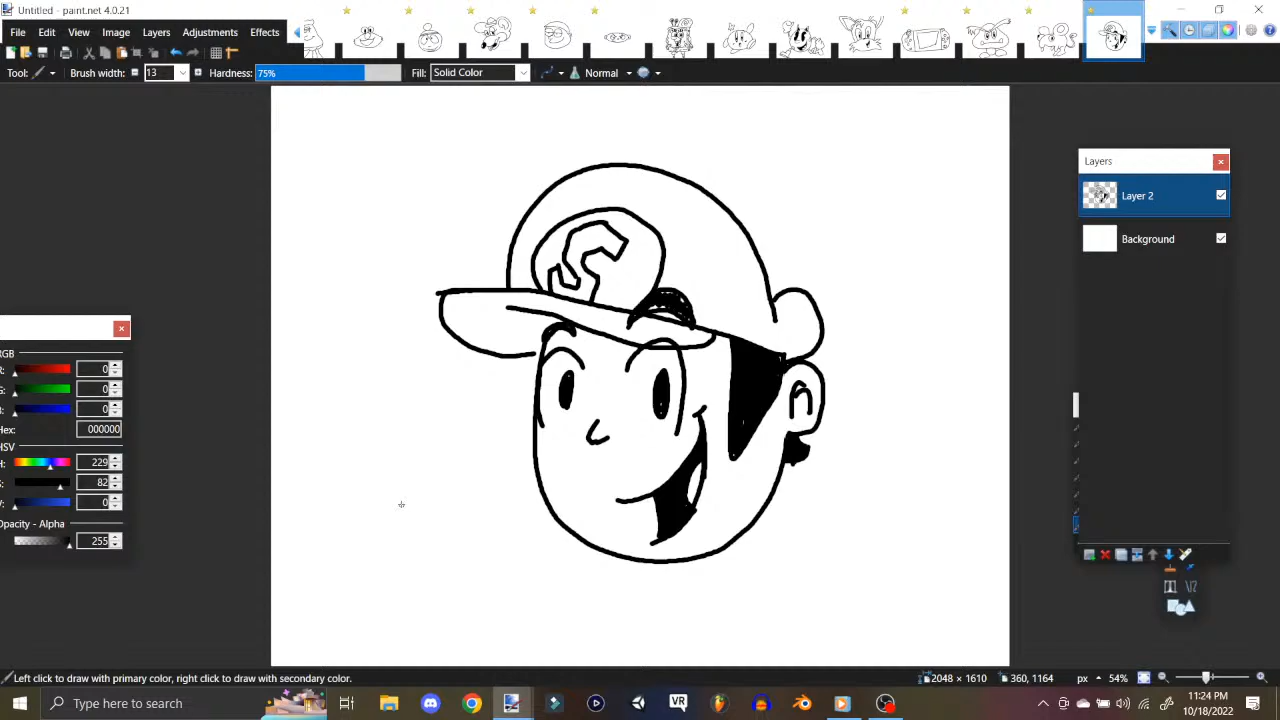 Untitled - paint.net 4.0.21
File Edit View Image Layers Adjustments Effects
Tool: Brush width: 13 Hardness: 75% Fill: Solid Color Normal
Layers
Layer 2
Background
RGB
R: 0
G: 0
B: 0
Hex: 000000
HSV
H: 229
82
V: 0
Opacity - Alpha
255
S
Left click to draw with primary color, right click to draw with secondary color.
2048 × 1610 360, 1164 px 54%
Type here to search
VR
11:24 PM
10/18/2022